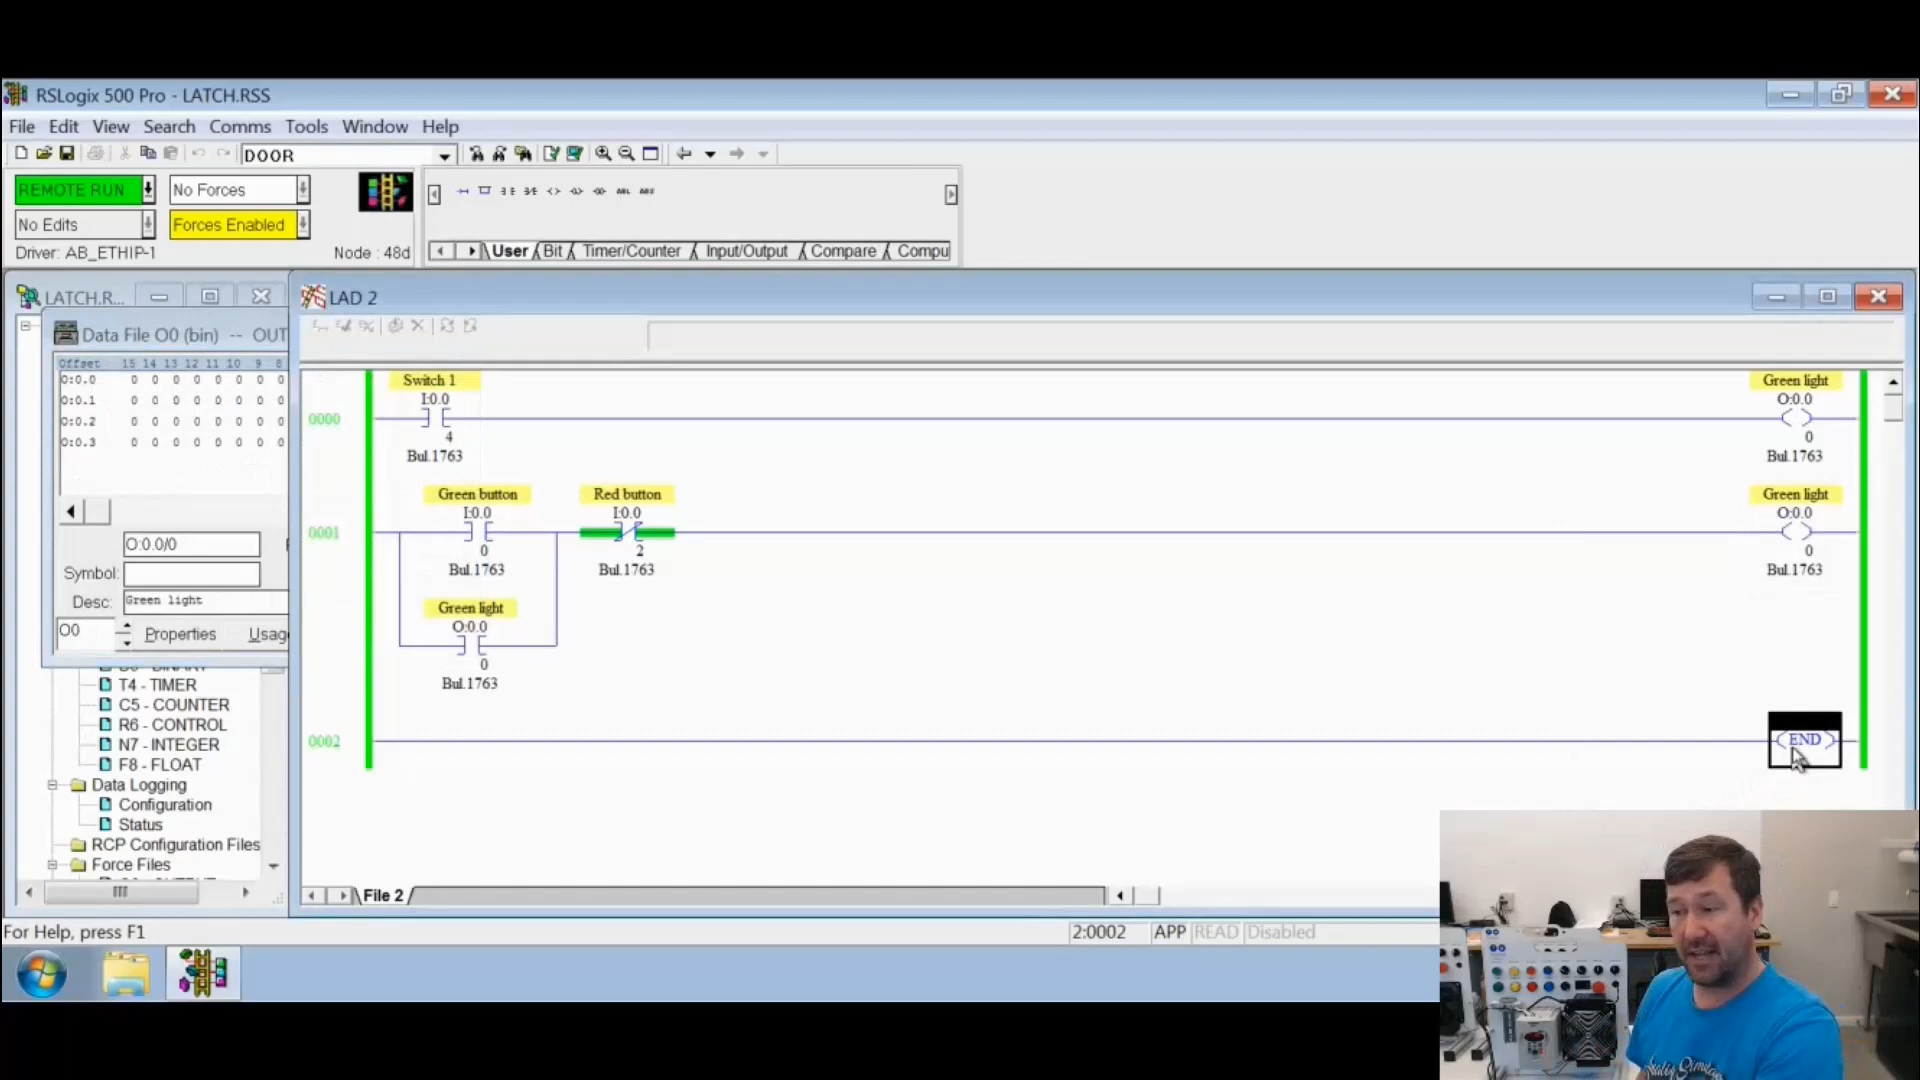 RSLogix 500 Pro - LATCH.RSS
File Edit View Search Comms Tools Window Help
DOOR
REMOTE RUN No Forces
No Edits Forces Enabled
Driver: AB_ETHIP-1 Node : 48d
User Bit Timer/Counter Input/Output Compare Compu
LATCH.R...
LAD 2
Data File O0 (bin) -- OUT
Offset 15 14 13 12 11 10 9 8
O:0.0 0 0 0 0 0 0 0 0
O:0.1 0 0 0 0 0 0 0 0
O:0.2 0 0 0 0 0 0 0 0
O:0.3 0 0 0 0 0 0 0 0
O:0.0/0
Symbol:
Desc: Green light
O0 Properties Usag
T4 - TIMER
C5 - COUNTER
R6 - CONTROL
N7 - INTEGER
F8 - FLOAT
Data Logging
Configuration
Status
RCP Configuration Files
Force Files
Switch 1
I:0.0
0000
4
Bul.1763
Green light
O:0.0
0
Bul.1763
Green button
I:0.0
0001
0
Bul.1763
Red button
I:0.0
2
Bul.1763
Green light
O:0.0
0
Bul.1763
Green light
O:0.0
0
Bul.1763
0002
END
File 2
For Help, press F1
2:0002 APP READ Disabled